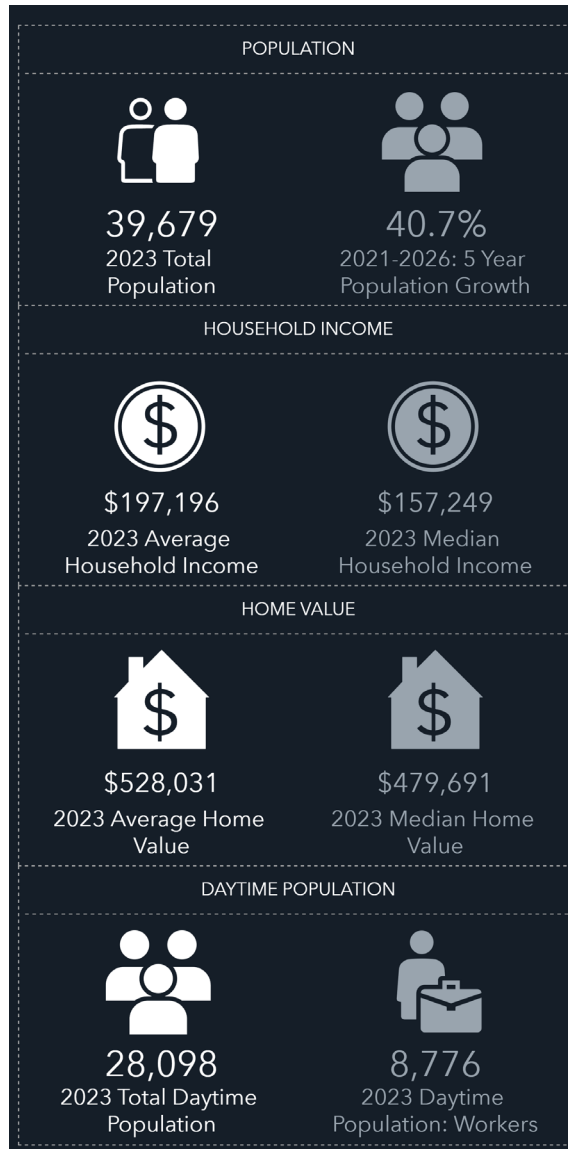 POPULATION
39,679
2023 Total
Population
40.7%
2021-2026: 5 Year
Population Growth
HOUSEHOLD INCOME
$
$197,196
2023 Average
Household Income
$
$157,249
2023 Median
Household Income
HOME VALUE
$
$528,031
2023 Average Home
Value
$
$479,691
2023 Median Home
Value
DAYTIME POPULATION
28,098
2023 Total Daytime
Population
8,776
2023 Daytime
Population: Workers